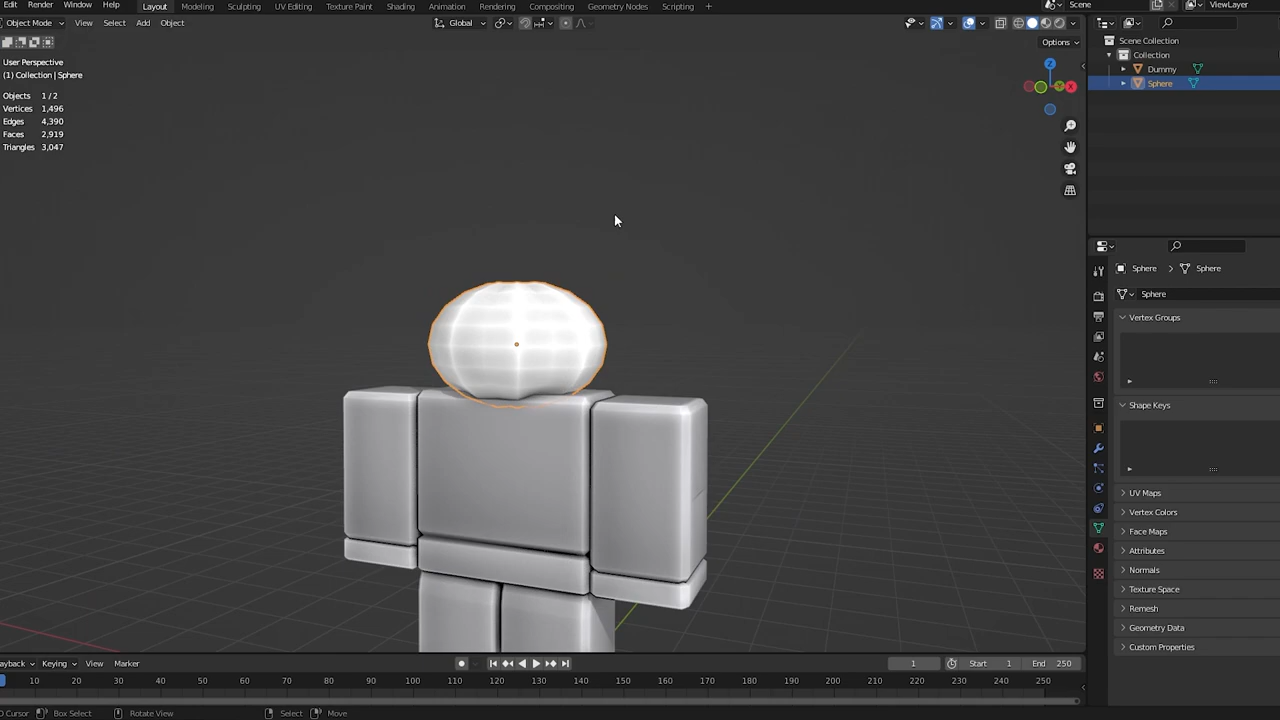 Edit Render Window Help Layout Modeling Sculpting UV Editing Texture Paint Shading Animation Rendering Compositing Geometry Nodes Scripting + Scene ViewLayer
Object Mode View Select Add Object Global
Options
User Perspective
(1) Collection | Sphere
Objects 1 / 2
Vertices 1,496
Edges 4,390
Faces 2,919
Triangles 3,047
Z
Y X
Scene Collection
Collection
Dummy
Sphere
Sphere Sphere
Sphere
Vertex Groups
Shape Keys
UV Maps
Vertex Colors
Face Maps
Attributes
Normals
Texture Space
Remesh
Geometry Data
Custom Properties
Playback Keying View Marker 1 Start 1 End 250
10 20 30 40 50 60 70 80 90 100 110 120 130 140 150 160 170 180 190 200 210 220 230 240 250
Cursor Box Select Rotate View Select Move